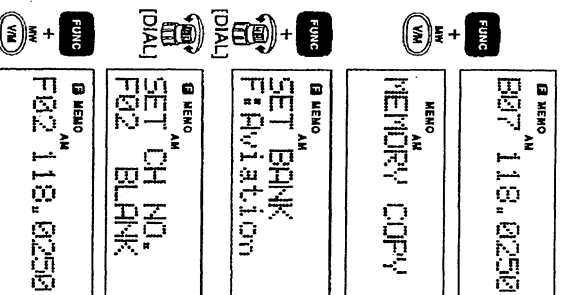 F MEMO
AM
B07 118.0250
FUNC + MW V/M
MEMO
AM
MEMORY COPY
FUNC +
[DIAL]
F MEMO
AM
SET BANK
F:Aviation
[DIAL]
F MEMO
AM
SET CH NO.
F02 BLANK
FUNC + MW V/M
F MEMO
AM
F02 118.0250